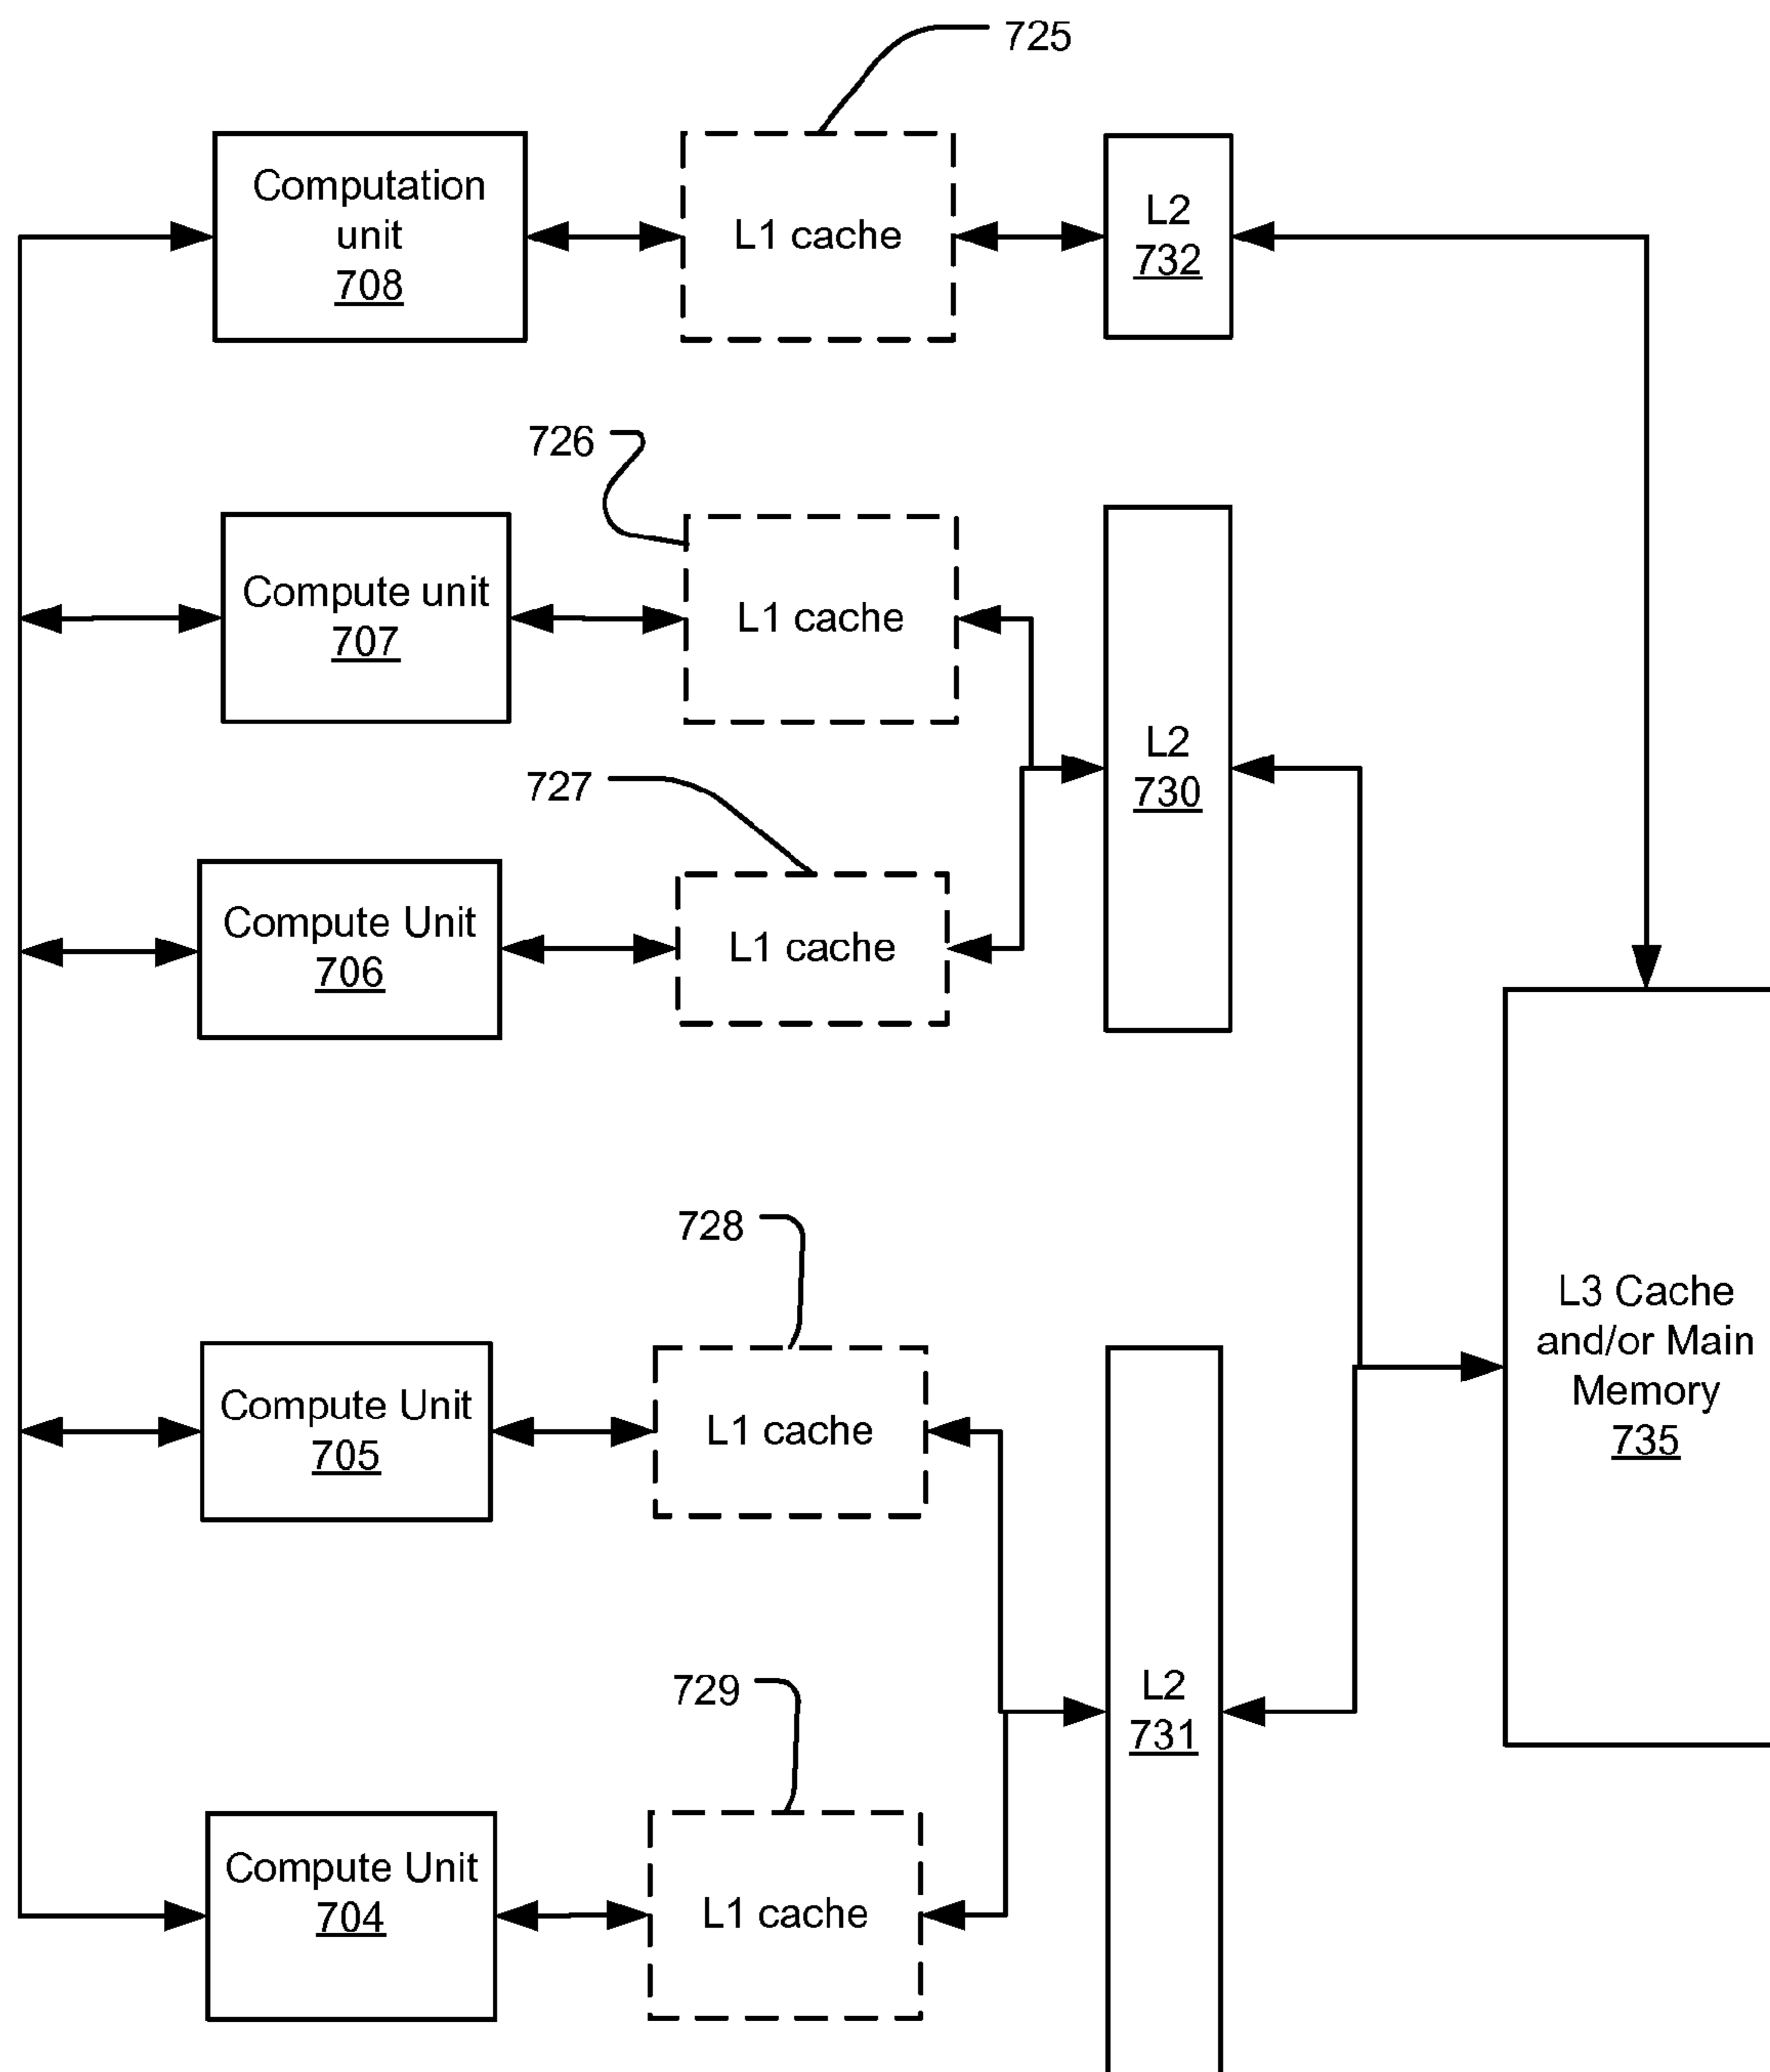 725
Computation
unit
708
L1 cache
L2
732
726
Compute unit
707
L1 cache
L2
730
727
Compute Unit
706
L1 cache
728
Compute Unit
705
L1 cache
L3 Cache
and/or Main
Memory
735
729
L2
731
Compute Unit
704
L1 cache